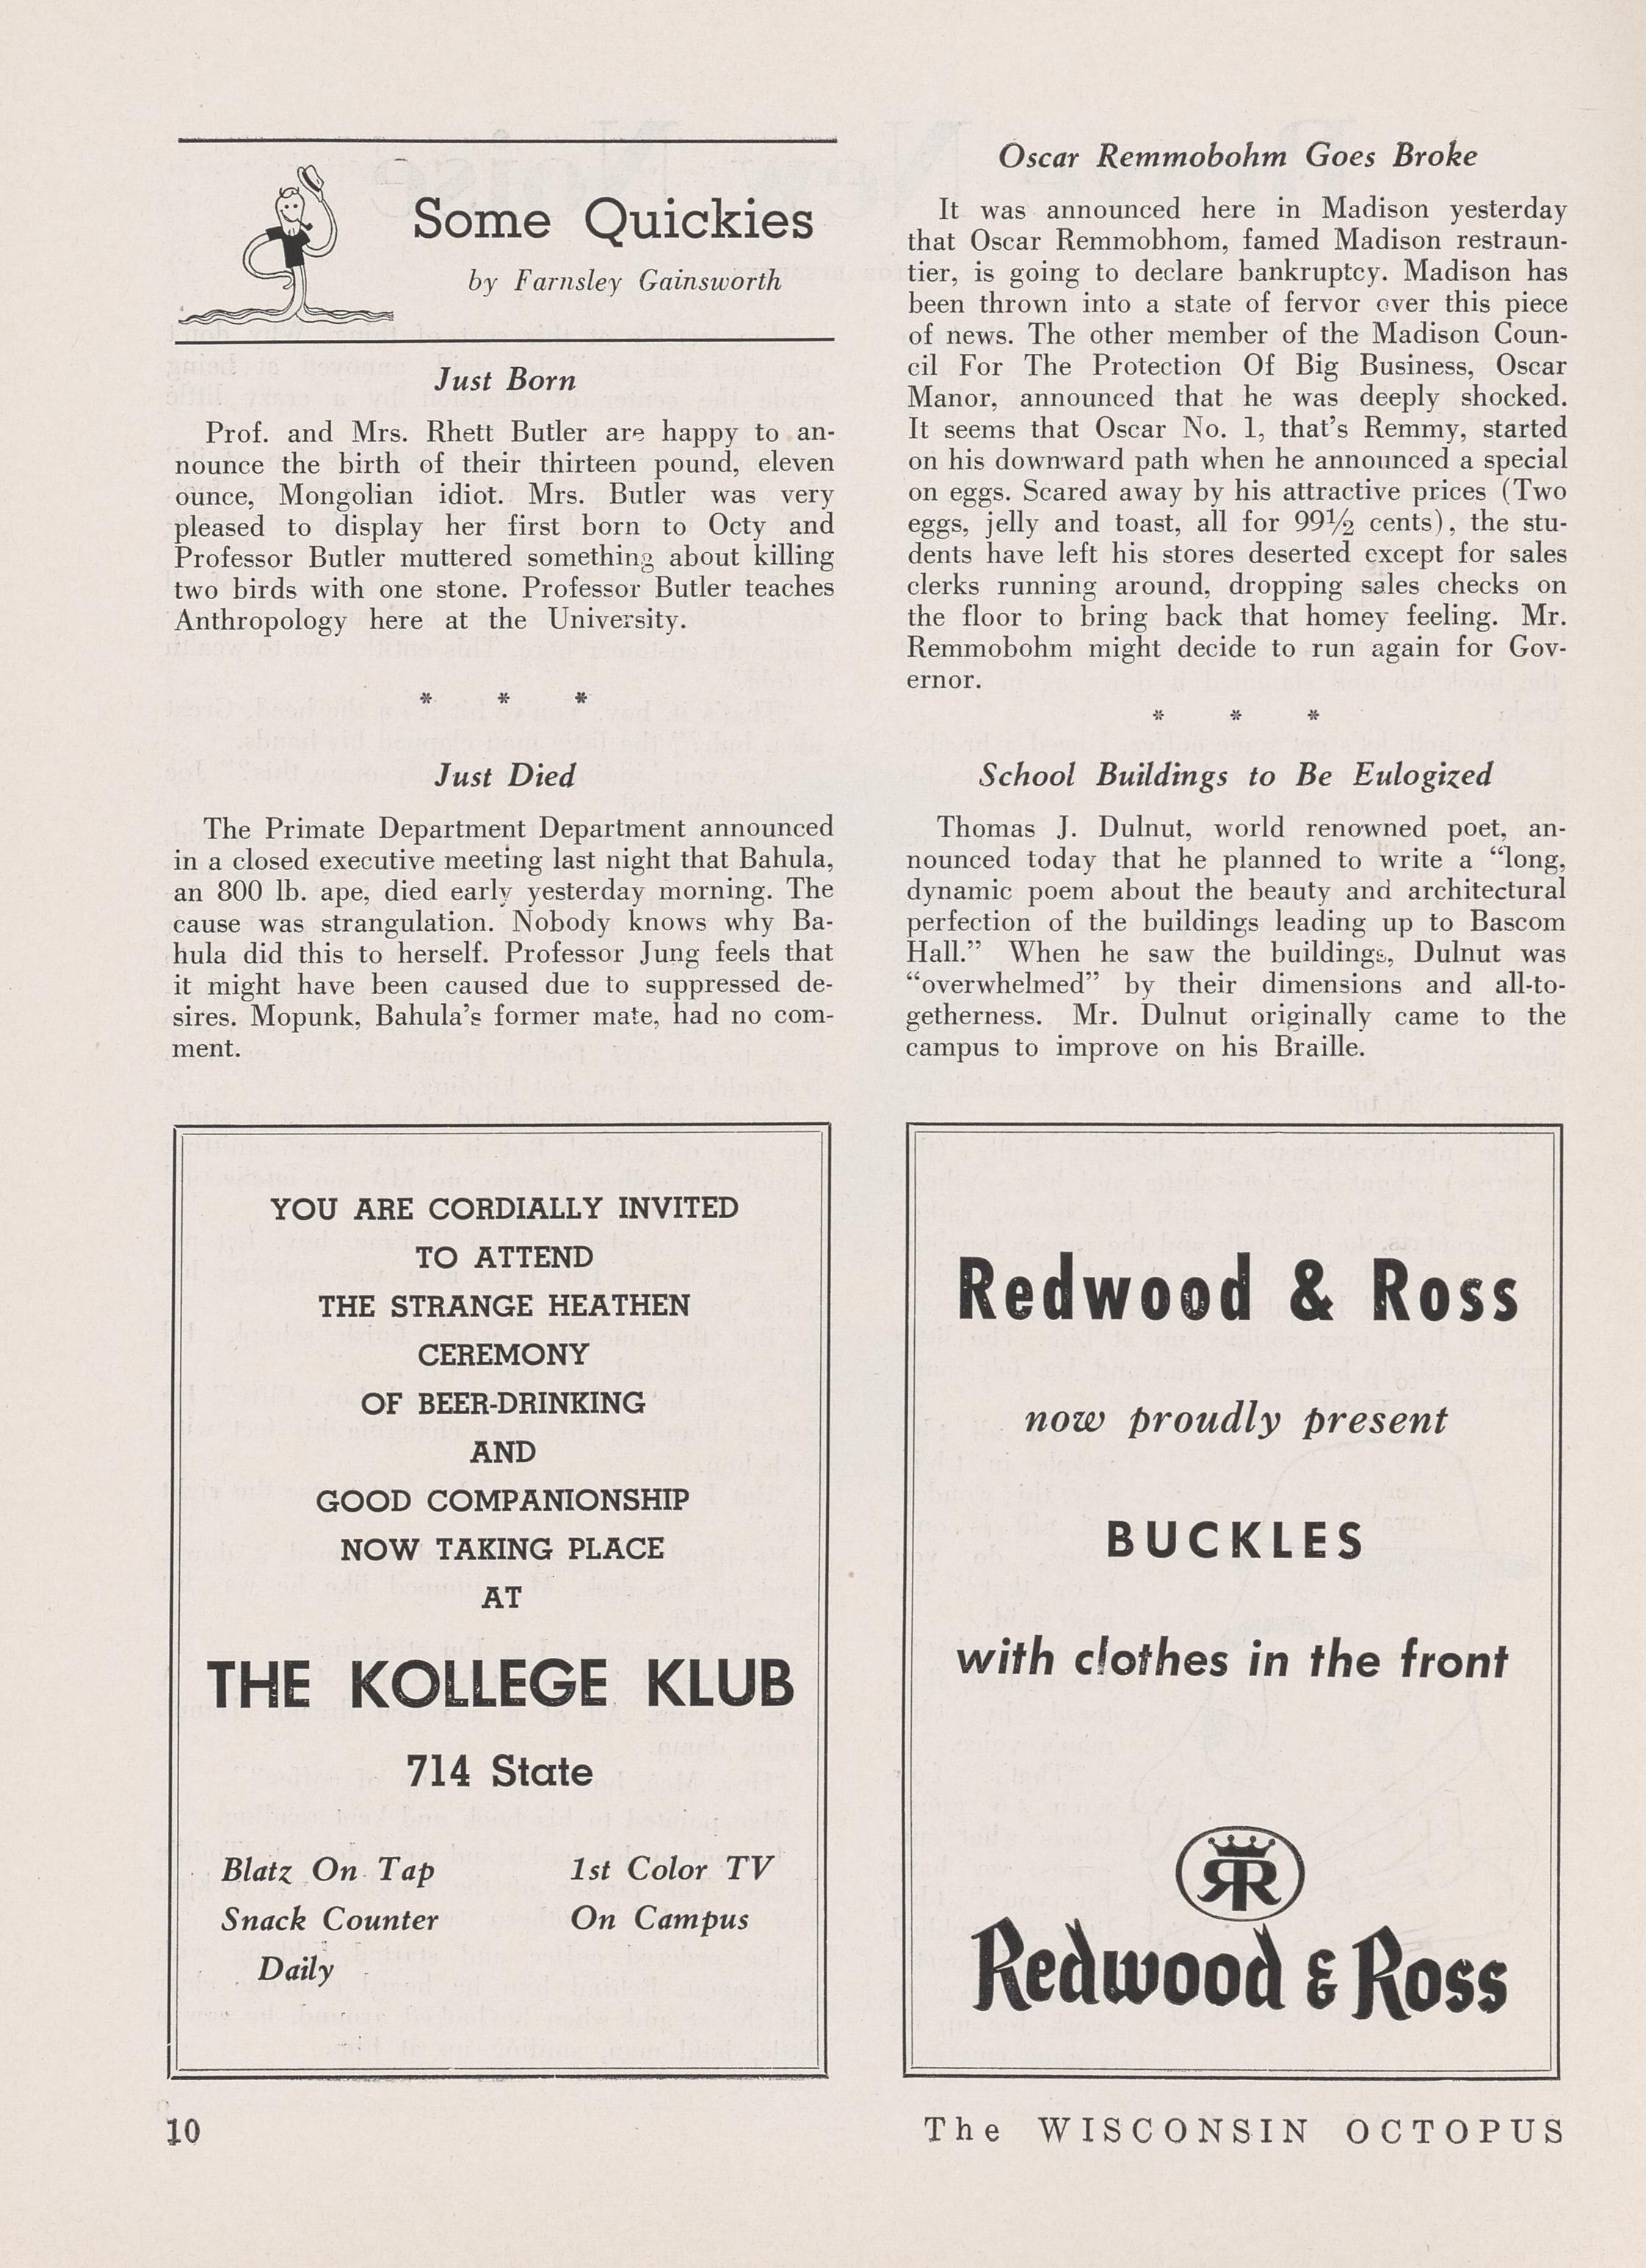 Some Quickies
by Farnsley Gainsworth
Just Born
Prof. and Mrs. Rhett Butler are happy to an-
nounce the birth of their thirteen pound, eleven
ounce, Mongolian idiot. Mrs. Butler was very
pleased to display her first born to Octy and
Professor Butler muttered something about killing
two birds with one stone. Professor Butler teaches
Anthropology here at the University.
* * *
Just Died
The Primate Department Department announced
in a closed executive meeting last night that Bahula,
an 800 lb. ape, died early yesterday morning. The
cause was strangulation. Nobody knows why Ba-
hula did this to herself. Professor Jung feels that
it might have been caused due to suppressed de-
sires. Mopunk, Bahula's former mate, had no com-
ment.
Oscar Remmobohm Goes Broke
It was announced here in Madison yesterday
that Oscar Remmobhom, famed Madison restraun-
tier, is going to declare bankruptcy. Madison has
been thrown into a state of fervor over this piece
of news. The other member of the Madison Coun-
cil For The Protection Of Big Business, Oscar
Manor, announced that he was deeply shocked.
It seems that Oscar No. 1, that's Remmy, started
on his downward path when he announced a special
on eggs. Scared away by his attractive prices (Two
eggs, jelly and toast, all for 99½ cents), the stu-
dents have left his stores deserted except for sales
clerks running around, dropping sales checks on
the floor to bring back that homey feeling. Mr.
Remmobohm might decide to run again for Gov-
ernor.
* * *
School Buildings to Be Eulogized
Thomas J. Dulnut, world renowned poet, an-
nounced today that he planned to write a "long,
dynamic poem about the beauty and architectural
perfection of the buildings leading up to Bascom
Hall." When he saw the buildings, Dulnut was
"overwhelmed" by their dimensions and all-to-
getherness. Mr. Dulnut originally came to the
campus to improve on his Braille.
YOU ARE CORDIALLY INVITED
TO ATTEND
THE STRANGE HEATHEN
CEREMONY
OF BEER-DRINKING
AND
GOOD COMPANIONSHIP
NOW TAKING PLACE
AT
THE KOLLEGE KLUB
714 State
Blatz On Tap
Snack Counter
Daily
1st Color TV
On Campus
Redwood & Ross
now proudly present
BUCKLES
with clothes in the front
RR
Redwood & Ross
10
The WISCONSIN OCTOPUS